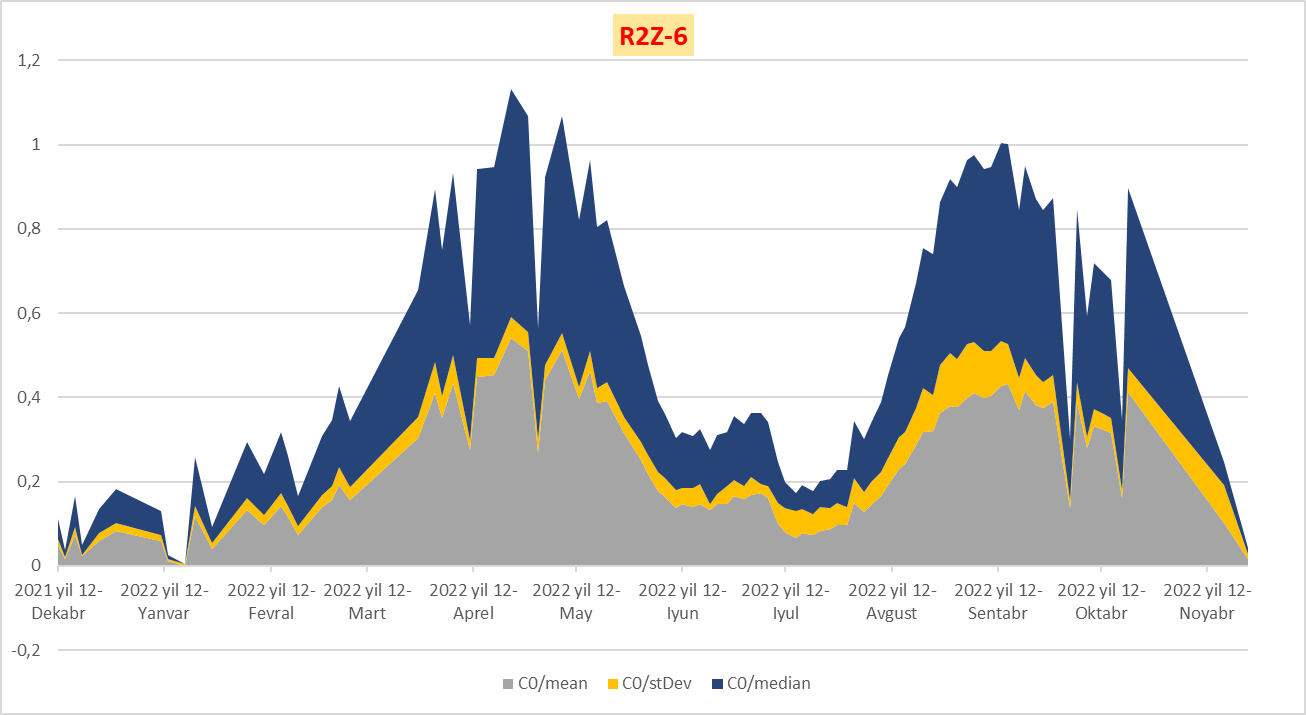 R2Z-6
1,2
1
0,8
0,6
0,4
0,2
0
-0,2
2021 yil 12-
Dekabr
2022 yil 12-
Yanvar
2022 yil 12-
Fevral
2022 yil 12-
Mart
2022 yil 12-
Aprel
2022 yil 12-
May
2022 yil 12-
Iyun
2022 yil 12-
Iyul
2022 yil 12-
Avgust
2022 yil 12-
Sentabr
2022 yil 12-
Oktabr
2022 yil 12-
Noyabr
C0/mean C0/stDev C0/median